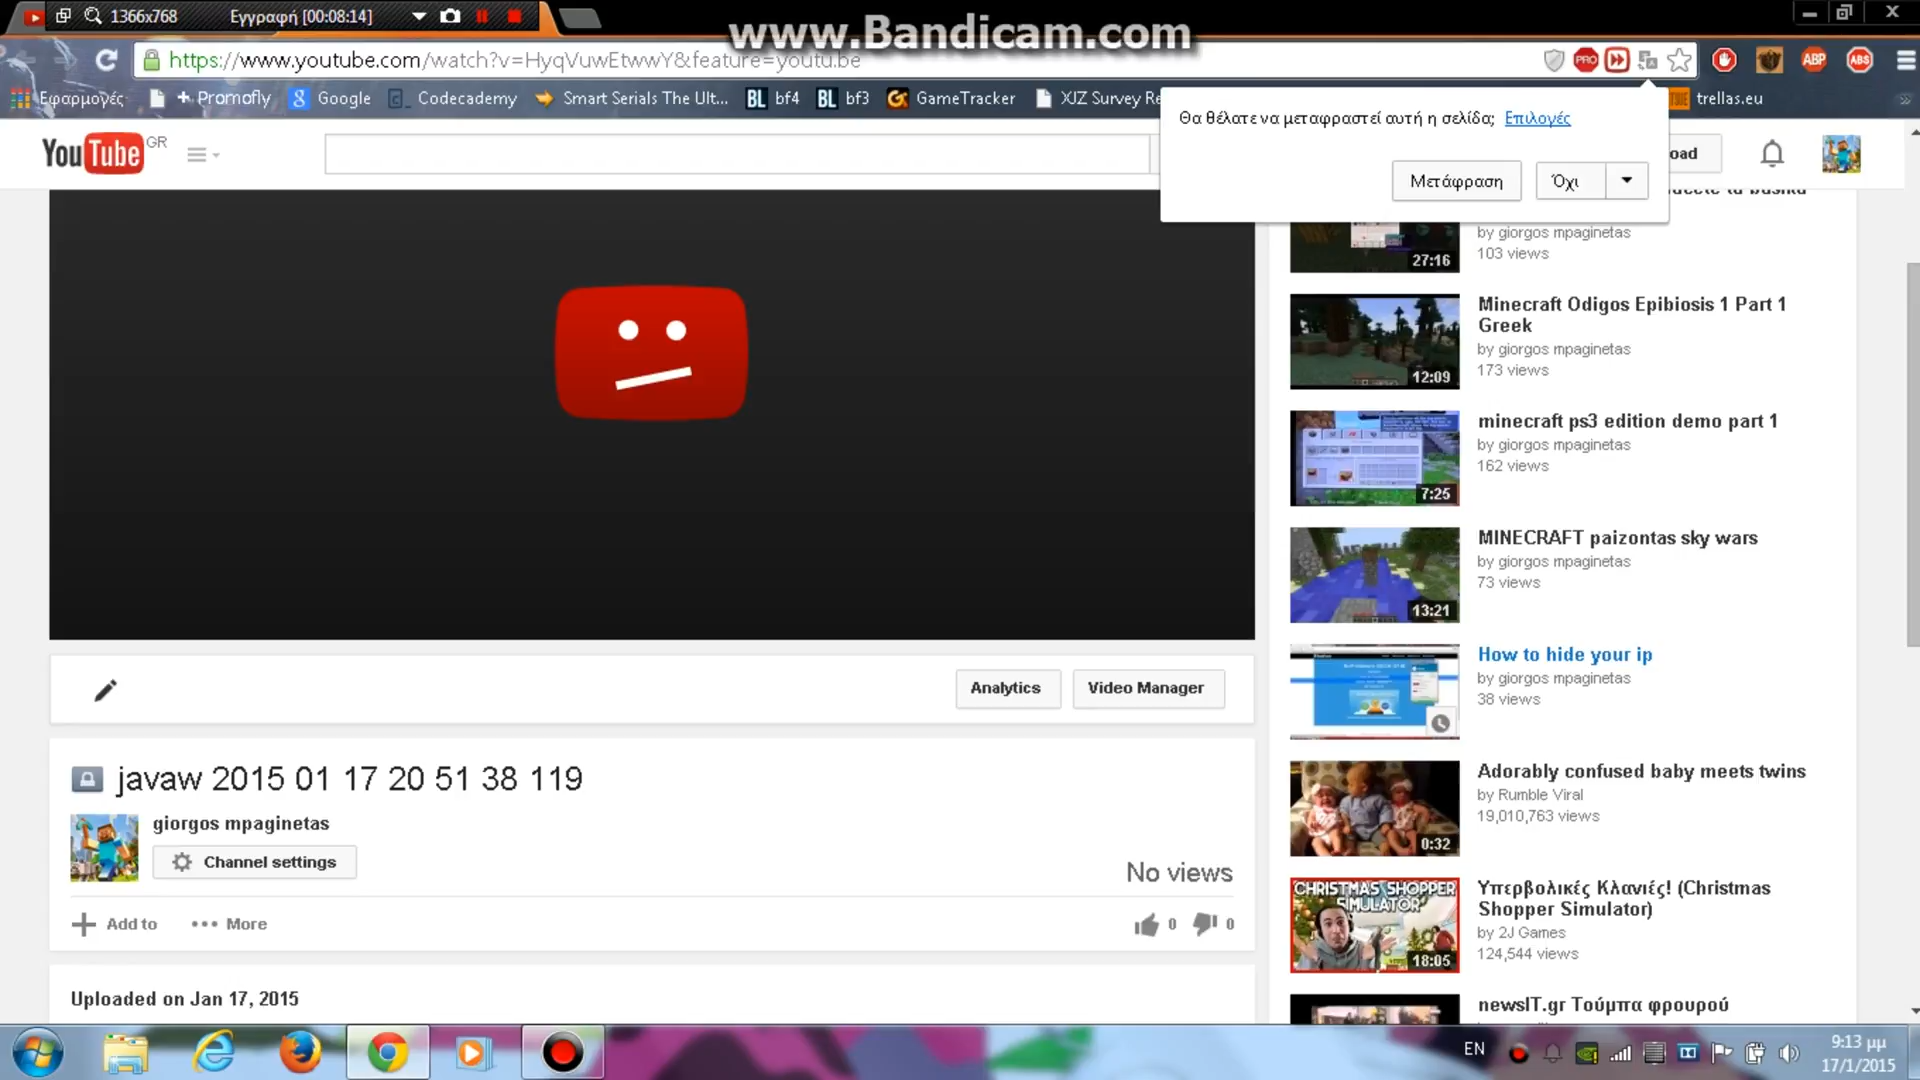 1366x768
Εγγραφή [00:08:14]
www.Bandicam.com
https://www.youtube.com/watch?v=HyqVuwEtwwY&feature=youtu.be
PRO
ABP
ABS
Εφαρμογές
+ Promofly
Google
Codecademy
Smart Serials The Ult...
BL bf4
BL bf3
GameTracker
XJZ Survey Re
trellas.eu
Θα θέλατε να μεταφραστεί αυτή η σελίδα; Επιλογές
Μετάφραση
Όχι
YouTube GR
oad
by giorgos mpaginetas
103 views
27:16
Minecraft Odigos Epibiosis 1 Part 1
Greek
by giorgos mpaginetas
173 views
12:09
minecraft ps3 edition demo part 1
by giorgos mpaginetas
162 views
7:25
MINECRAFT paizontas sky wars
by giorgos mpaginetas
73 views
13:21
How to hide your ip
by giorgos mpaginetas
38 views
Analytics
Video Manager
javaw 2015 01 17 20 51 38 119
giorgos mpaginetas
Channel settings
No views
Add to
More
0
0
Uploaded on Jan 17, 2015
Adorably confused baby meets twins
by Rumble Viral
19,010,763 views
0:32
CHRISTMAS SHOPPER
SIMULATOR
18:05
Υπερβολικές Κλανιές! (Christmas
Shopper Simulator)
by 2J Games
124,544 views
newsIT.gr Τούμπα φρουρού
EN
9:13 μμ
17/1/2015